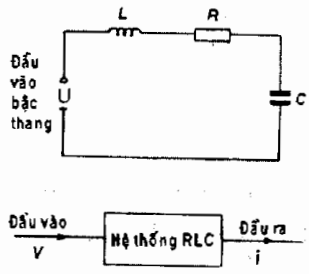 L
R
Đầu
vào
bậc
thang
U
C
Đầu vào
V
Hệ thống RLC
Đầu ra
i